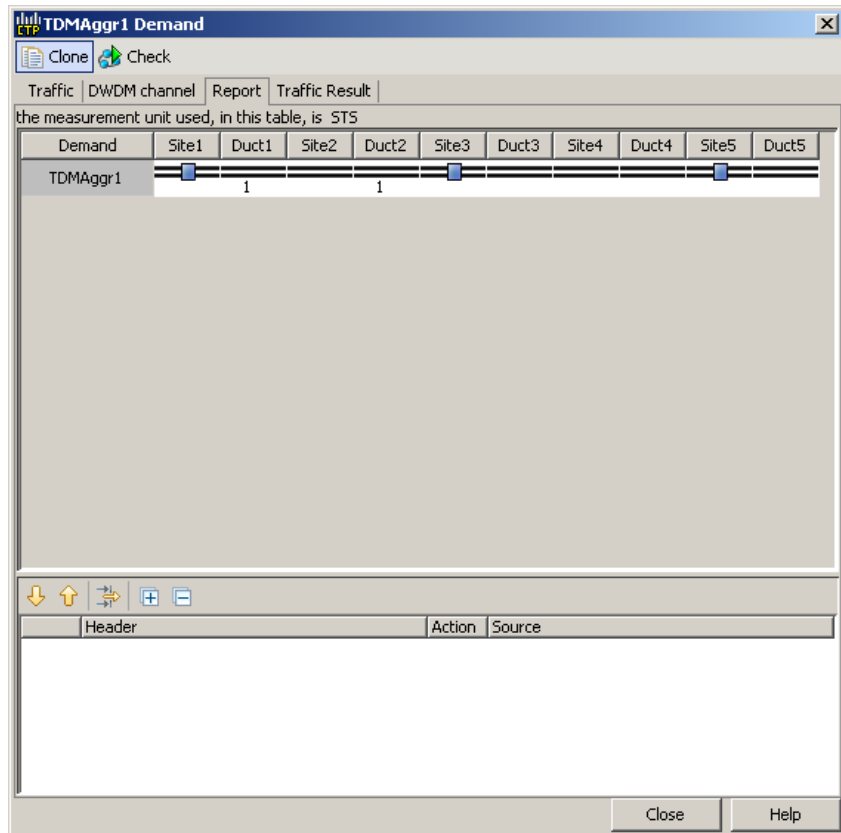 CTP TDMAggr1 Demand
Clone Check
Traffic DWDM channel Report Traffic Result
the measurement unit used, in this table, is STS
Demand Site1 Duct1 Site2 Duct2 Site3 Duct3 Site4 Duct4 Site5 Duct5
TDMAggr1 1 1
Header Action Source
Close Help